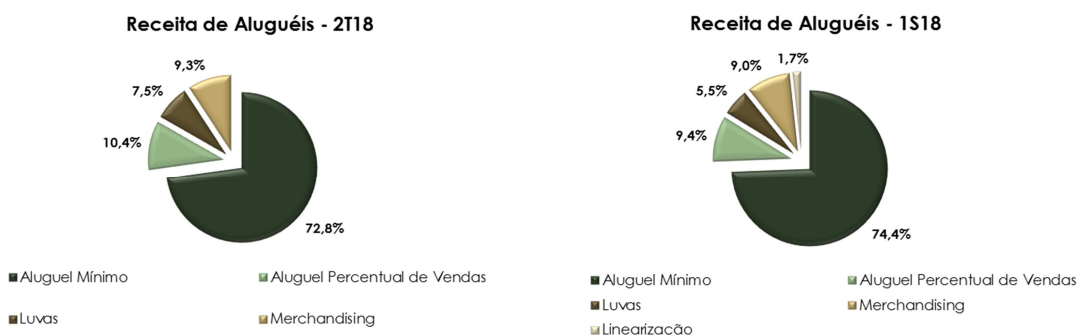 Receita de Aluguéis - 2T18
9,3%
7,5%
10,4%
72,8%
Aluguel Mínimo
Aluguel Percentual de Vendas
Luvas
Merchandising
Receita de Aluguéis - 1S18
1,7%
9,0%
5,5%
9,4%
74,4%
Aluguel Mínimo
Aluguel Percentual de Vendas
Luvas
Merchandising
Linearização